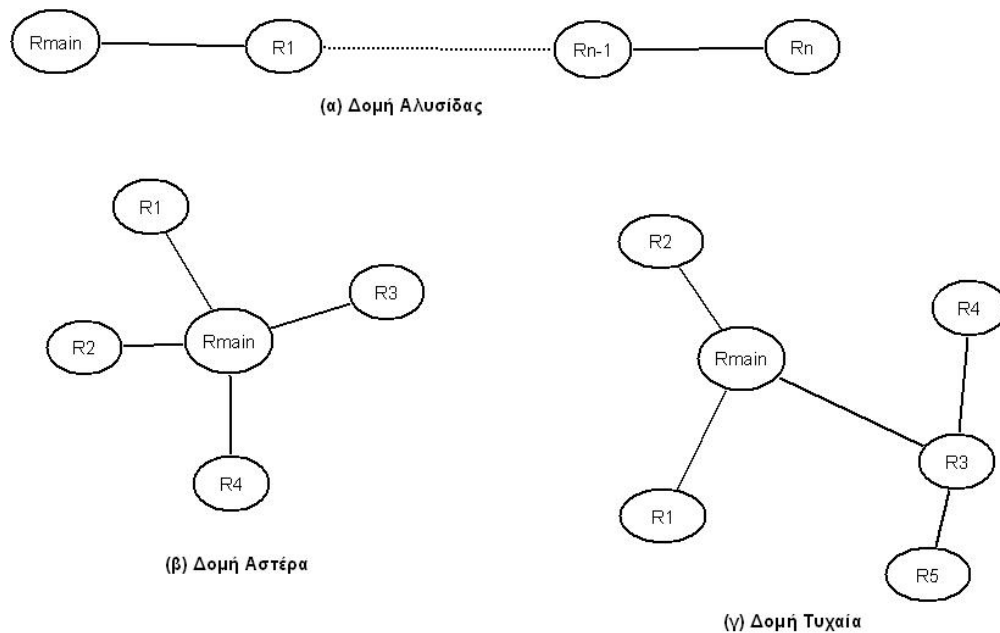 Rmain
R1
Rn-1
Rn
(α) Δομή Αλυσίδας
R1
R3
R2
Rmain
R4
(β) Δομή Αστέρα
R2
R4
Rmain
R3
R1
R5
(γ) Δομή Τυχαία